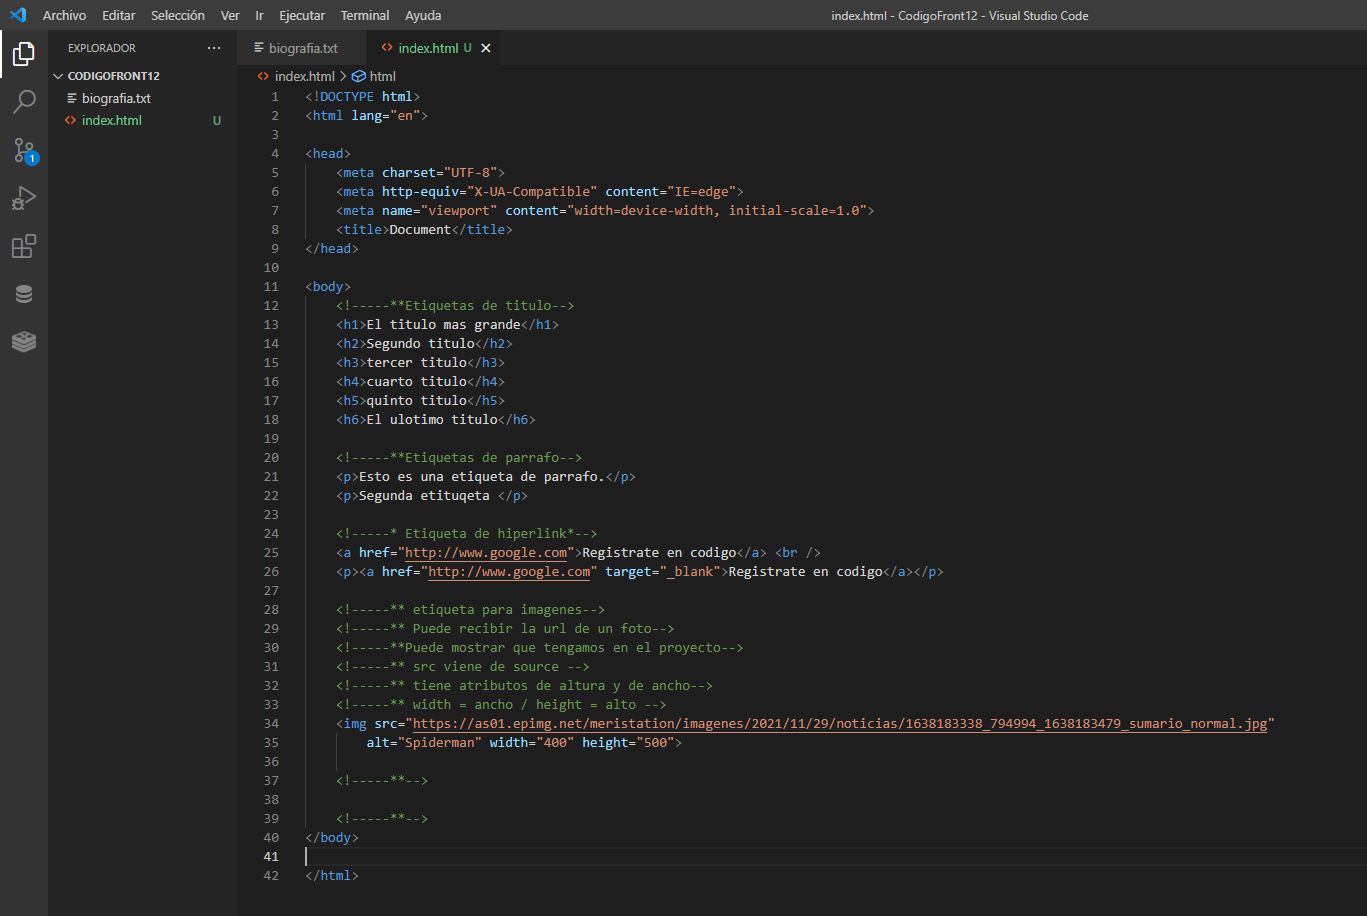 Archivo Editar Selección Ver Ir Ejecutar Terminal Ayuda index.html - CodigoFront12 - Visual Studio Code
EXPLORADOR ···
CODIGOFRONT12
biografia.txt
index.html U
1
biografia.txt index.html U
index.html > html
1 <!DOCTYPE html>
2 <html lang="en">
3
4 <head>
5 <meta charset="UTF-8">
6 <meta http-equiv="X-UA-Compatible" content="IE=edge">
7 <meta name="viewport" content="width=device-width, initial-scale=1.0">
8 <title>Document</title>
9 </head>
10
11 <body>
12 <!-----**Etiquetas de titulo-->
13 <h1>El titulo mas grande</h1>
14 <h2>Segundo titulo</h2>
15 <h3>tercer titulo</h3>
16 <h4>cuarto titulo</h4>
17 <h5>quinto titulo</h5>
18 <h6>El ulotimo titulo</h6>
19
20 <!-----**Etiquetas de parrafo-->
21 <p>Esto es una etiqueta de parrafo.</p>
22 <p>Segunda etituqeta </p>
23
24 <!-----* Etiqueta de hiperlink*-->
25 <a href="http://www.google.com">Registrate en codigo</a> <br />
26 <p><a href="http://www.google.com" target="_blank">Registrate en codigo</a></p>
27
28 <!-----** etiqueta para imagenes-->
29 <!-----** Puede recibir la url de un foto-->
30 <!-----**Puede mostrar que tengamos en el proyecto-->
31 <!-----** src viene de source -->
32 <!-----** tiene atributos de altura y de ancho-->
33 <!-----** width = ancho / height = alto -->
34 <img src="https://as01.epimg.net/meristation/imagenes/2021/11/29/noticias/1638183338_794994_1638183479_sumario_normal.jpg"
35 alt="Spiderman" width="400" height="500">
36
37 <!-----**-->
38
39 <!-----**-->
40 </body>
41
42 </html>